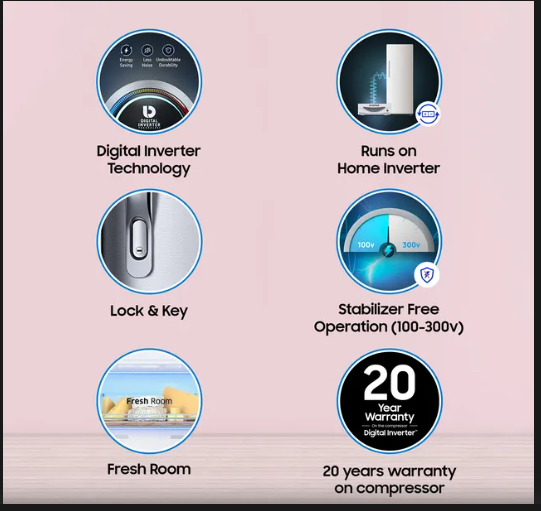 Energy Saving
Less Noise
Undoubtable Durability
DIGITAL
INVERTER
Digital Inverter
Technology
Runs on
Home Inverter
Lock & Key
100v
300v
Stabilizer Free
Operation (100-300v)
Fresh Room
Fresh Room
20
Year
Warranty
On the compressor
Digital Inverter™
20 years warranty
on compressor